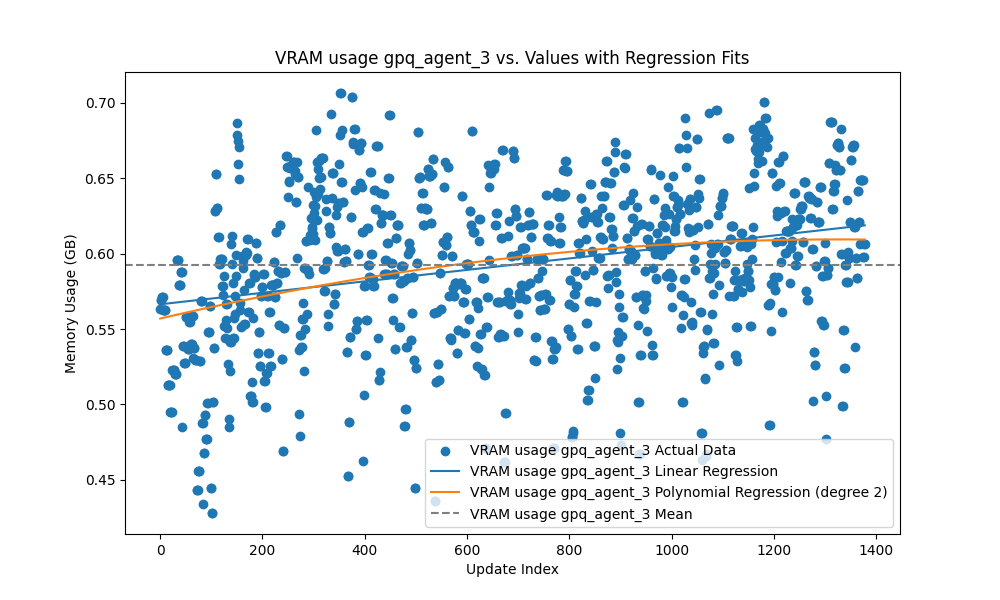 VRAM usage gpq_agent_3 vs. Values with Regression Fits
Memory Usage (GB)
0.70
0.65
0.60
0.55
0.50
0.45
VRAM usage gpq_agent_3 Actual Data
VRAM usage gpq_agent_3 Linear Regression
VRAM usage gpq_agent_3 Polynomial Regression (degree 2)
VRAM usage gpq_agent_3 Mean
0 200 400 600 800 1000 1200 1400
Update Index